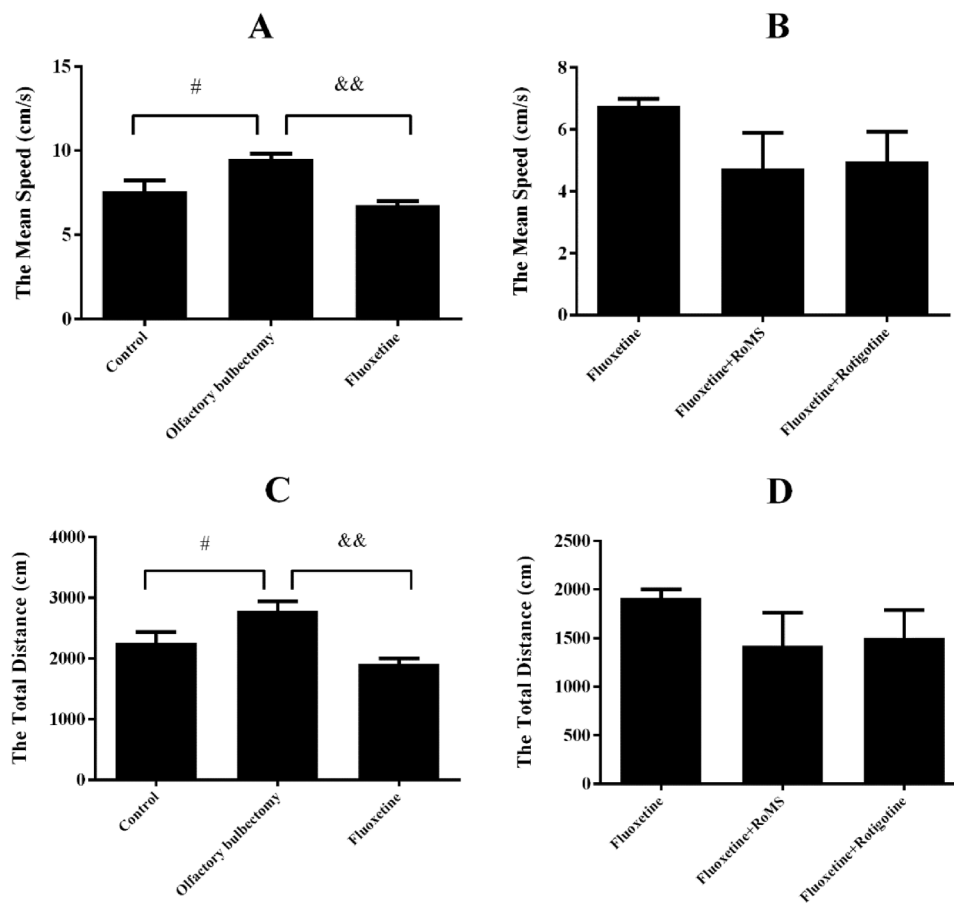 A
The Mean Speed (cm/s)
15
10
5
0
#
&&
Control
Olfactory bulbectomy
Fluoxetine
B
The Mean Speed (cm/s)
8
6
4
2
0
Fluoxetine
Fluoxetine+RoMS
Fluoxetine+Rotigotine
C
The Total Distance (cm)
4000
3000
2000
1000
0
#
&&
Control
Olfactory bulbectomy
Fluoxetine
D
The Total Distance (cm)
2500
2000
1500
1000
500
0
Fluoxetine
Fluoxetine+RoMS
Fluoxetine+Rotigotine